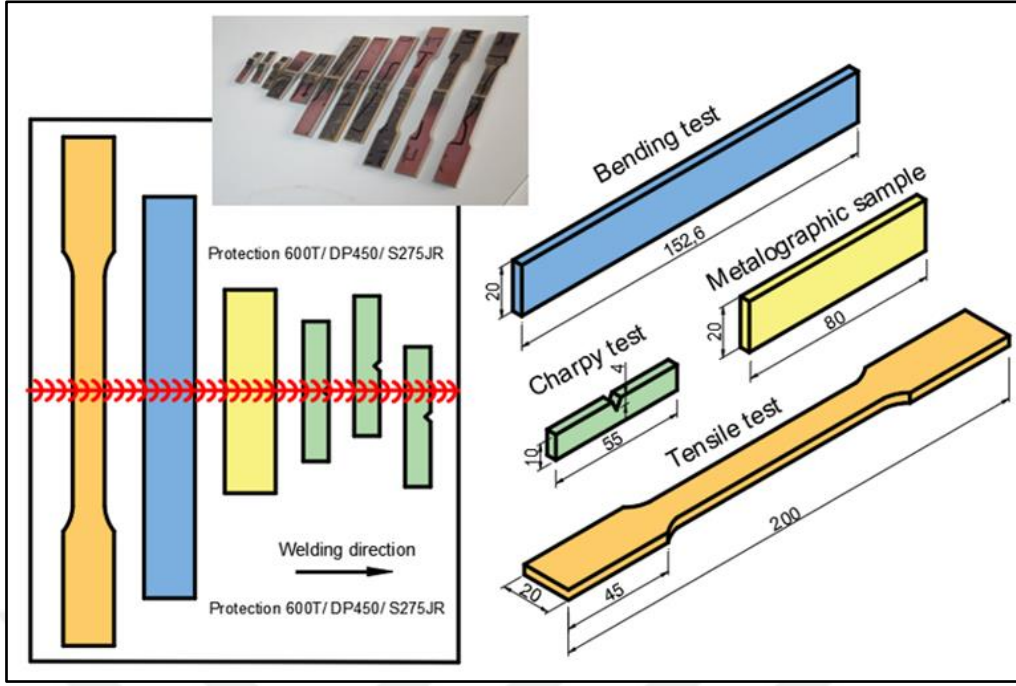 Protection 600T/ DP450/ S275JR
Welding direction
Protection 600T/ DP450/ S275JR
Bending test
152,6
20
Metalographic sample
80
20
Charpy test
4
55
10
Tensile test
200
45
20